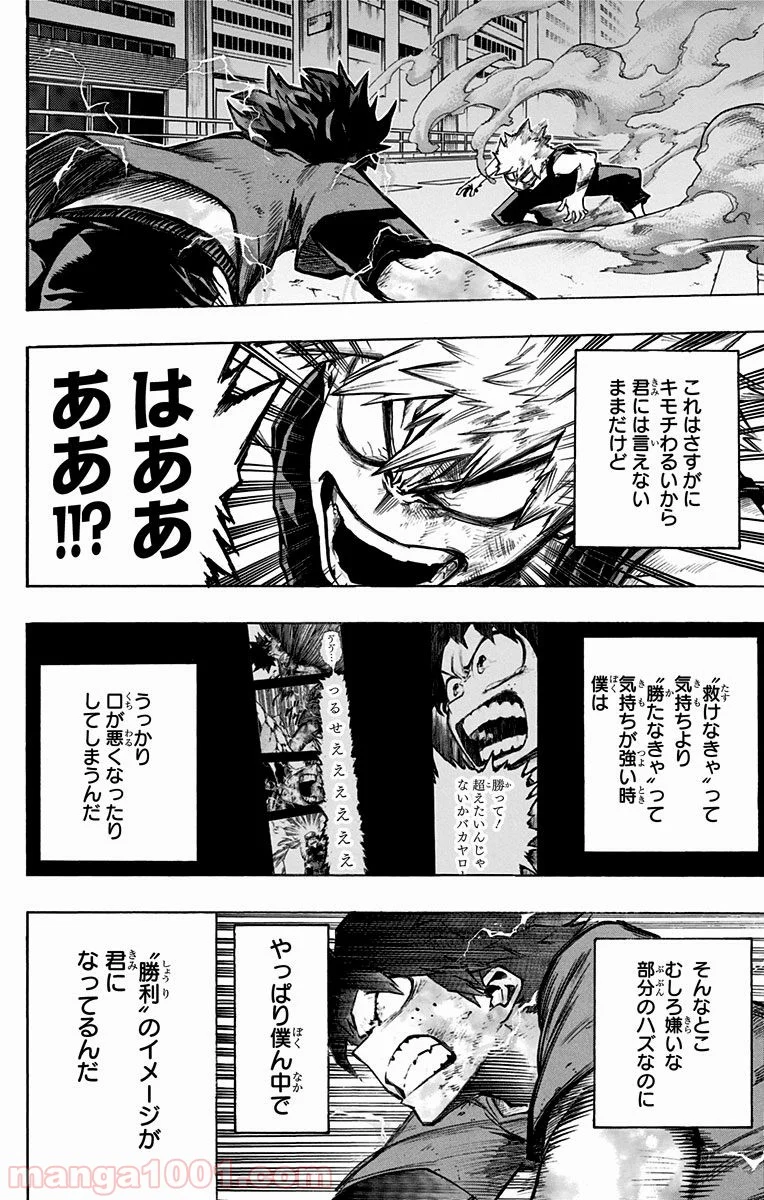 これはさすがに
キモチわるいから
君には言えない
ままだけど
はあああ
ああ!!?
〝救けなきゃ〟って
気持ちより
〝勝たなきゃ〟って
気持ちが強い時
僕は
勝って!
超えたいんじゃ
ないかバカヤロー
つるせえええええええ
うっかり
口が悪くなったり
してしまうんだ
そんなとこ
むしろ嫌いな
部分のハズなのに
やっぱり僕ん中で
〝勝利〟のイメージが
君に
なってるんだ
manga1001.com